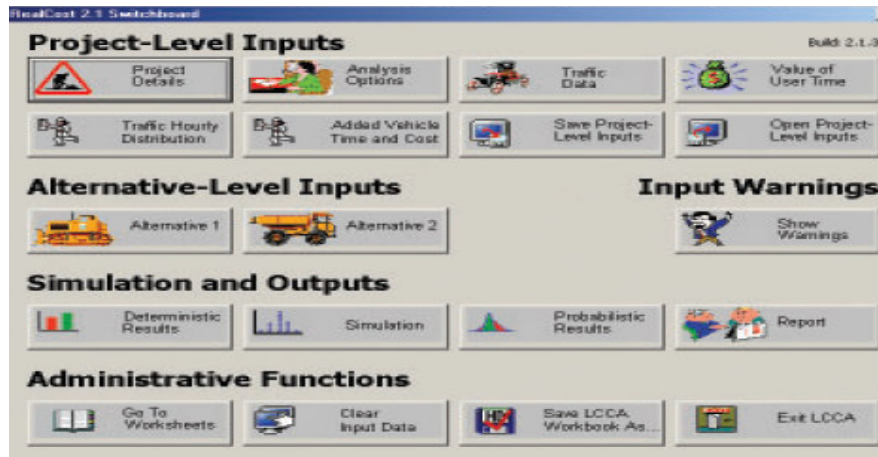 RealCost 2.1 Switchboard
Project-Level Inputs
Build: 2.1.3
Project
Details
Analysis
Options
Traffic
Data
Value of
User Time
Traffic Hourly
Distribution
Added Vehicle
Time and Cost
Save Project-
Level Inputs
Open Project-
Level Inputs
Alternative-Level Inputs
Input Warnings
Alternative 1
Alternative 2
Show
Warnings
Simulation and Outputs
Deterministic
Results
Simulation
Probabilistic
Results
Report
Administrative Functions
Go To
Worksheets
Clear
Input Data
Save LCCA
Workbook As...
Exit LCCA